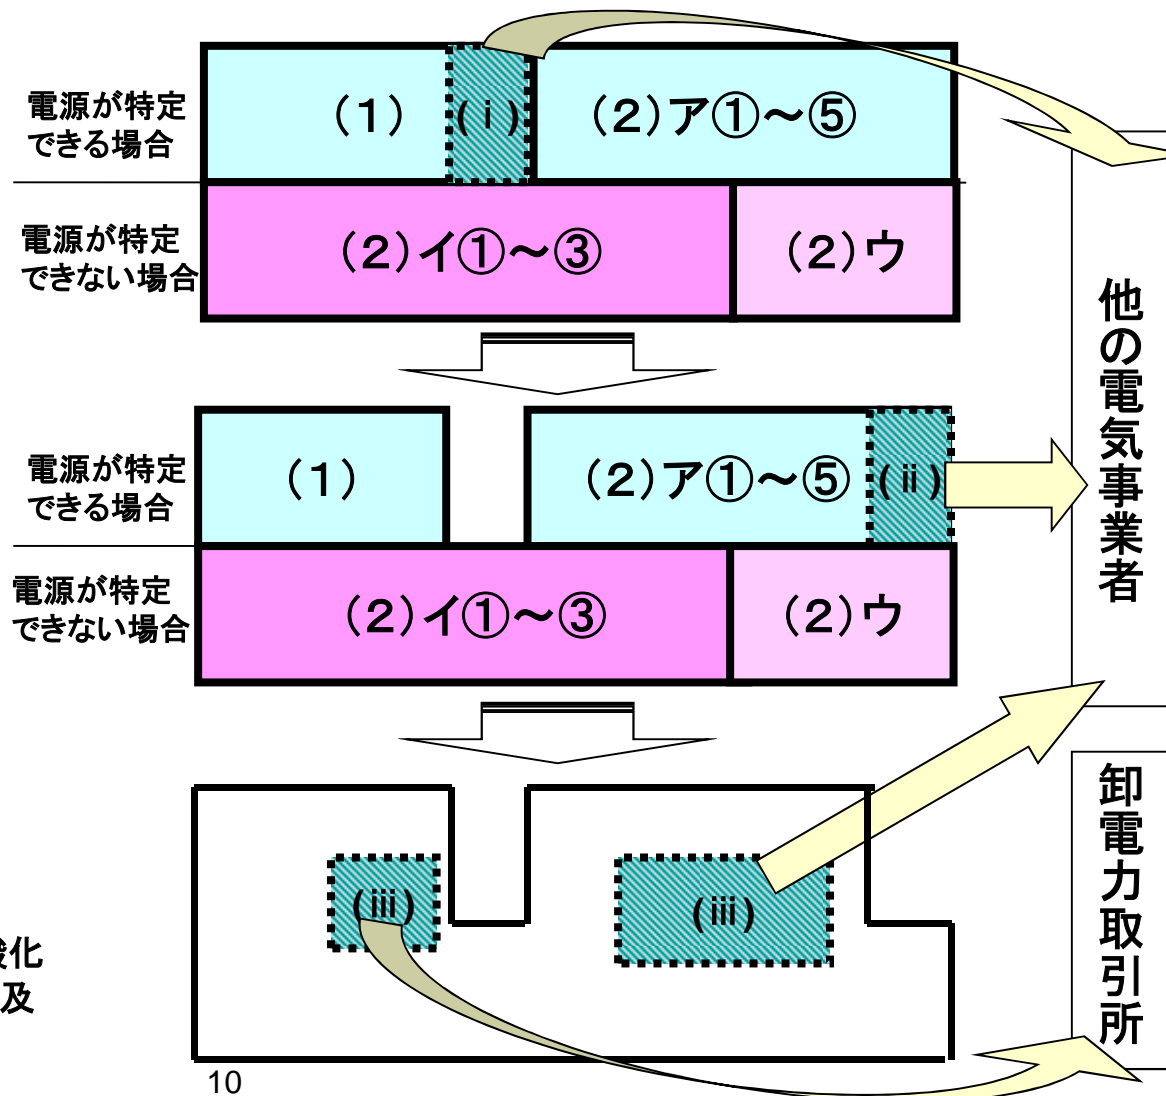 電源が特定
できる場合
(1)
(ⅰ)
(2)ア①～⑤
電源が特定
できない場合
(2)イ①～③
(2)ウ
電源が特定
できる場合
(1)
(2)ア①～⑤
(ⅱ)
電源が特定
できない場合
(2)イ①～③
(2)ウ
他の電気事業者
(ⅲ)
(ⅲ)
卸電力取引所
酸化
及
10